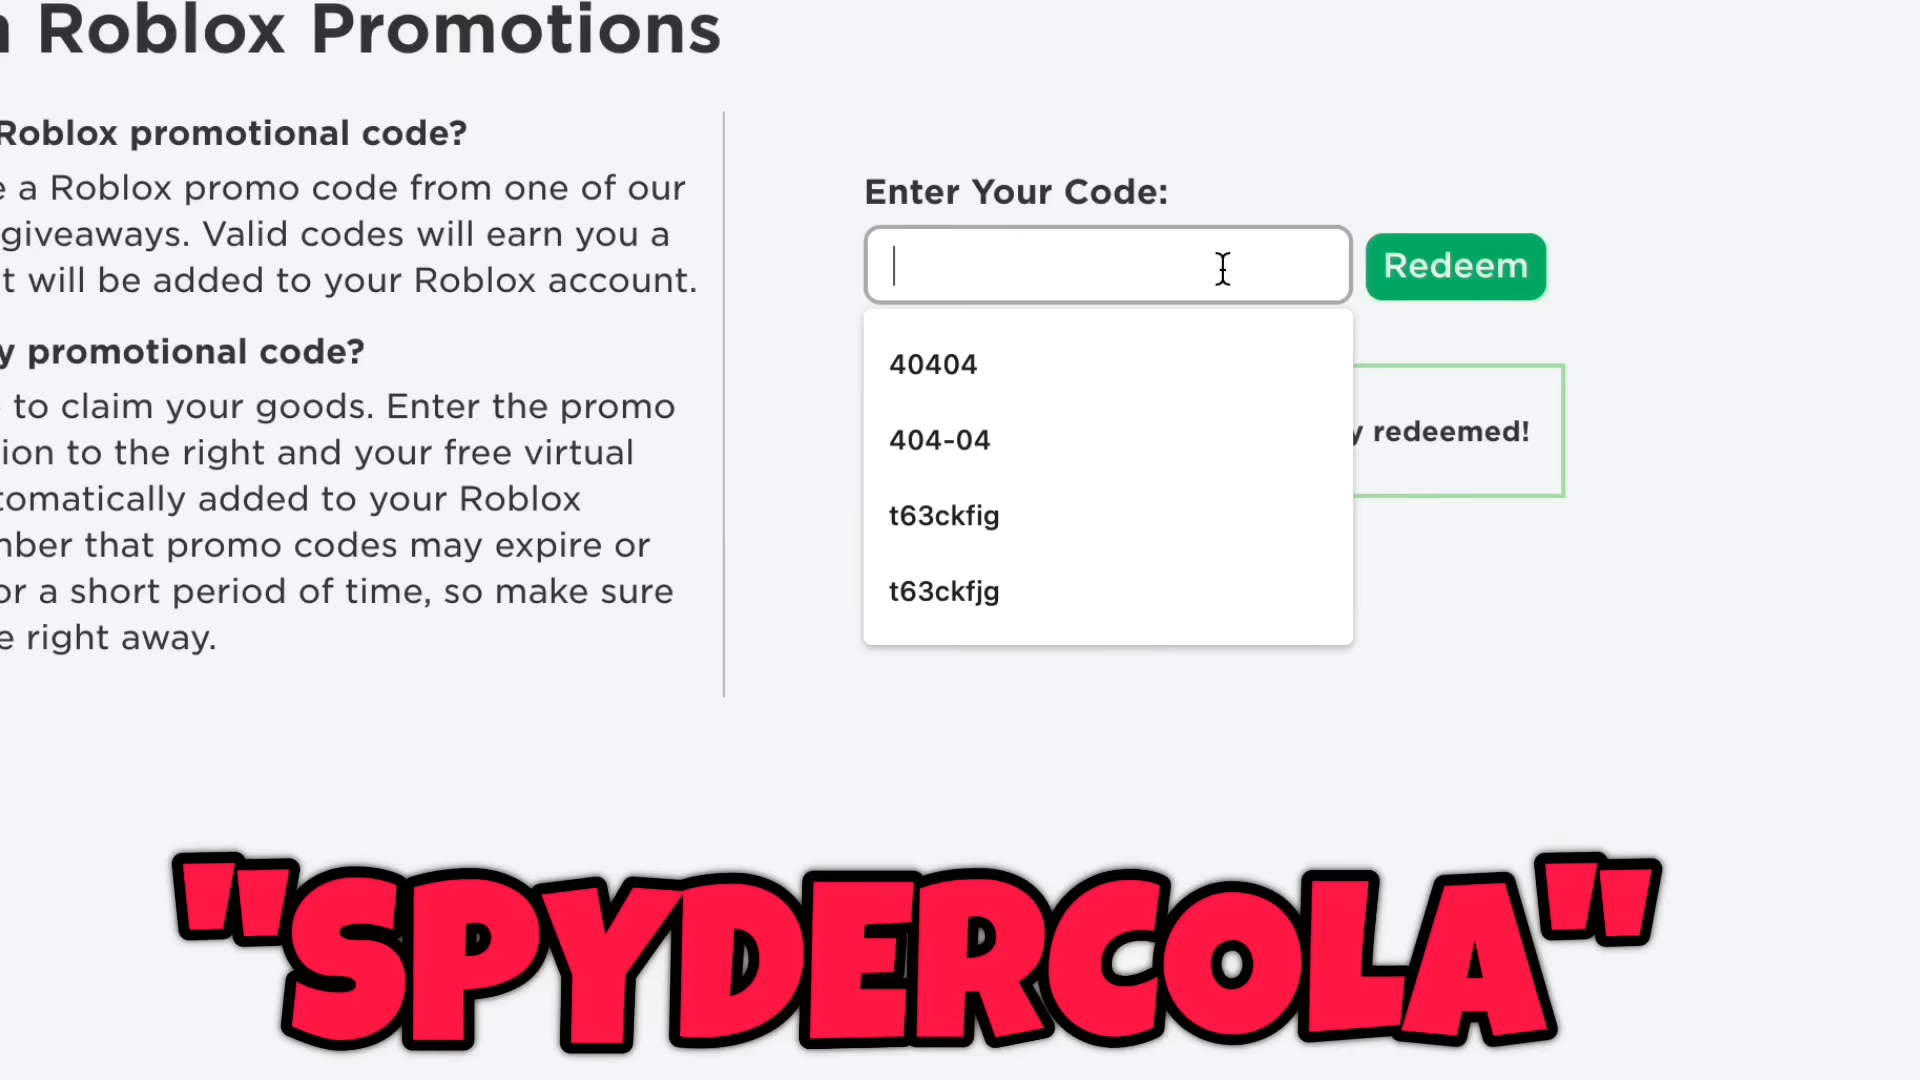 Roblox Promotions
Roblox promotional code?
a Roblox promo code from one of our
giveaways. Valid codes will earn you a
t will be added to your Roblox account.
y promotional code?
to claim your goods. Enter the promo
ion to the right and your free virtual
tomatically added to your Roblox
mber that promo codes may expire or
or a short period of time, so make sure
e right away.
Enter Your Code:
Redeem
40404
404-04
t63ckfig
t63ckfjg
y redeemed!
"SPYDERCOLA"